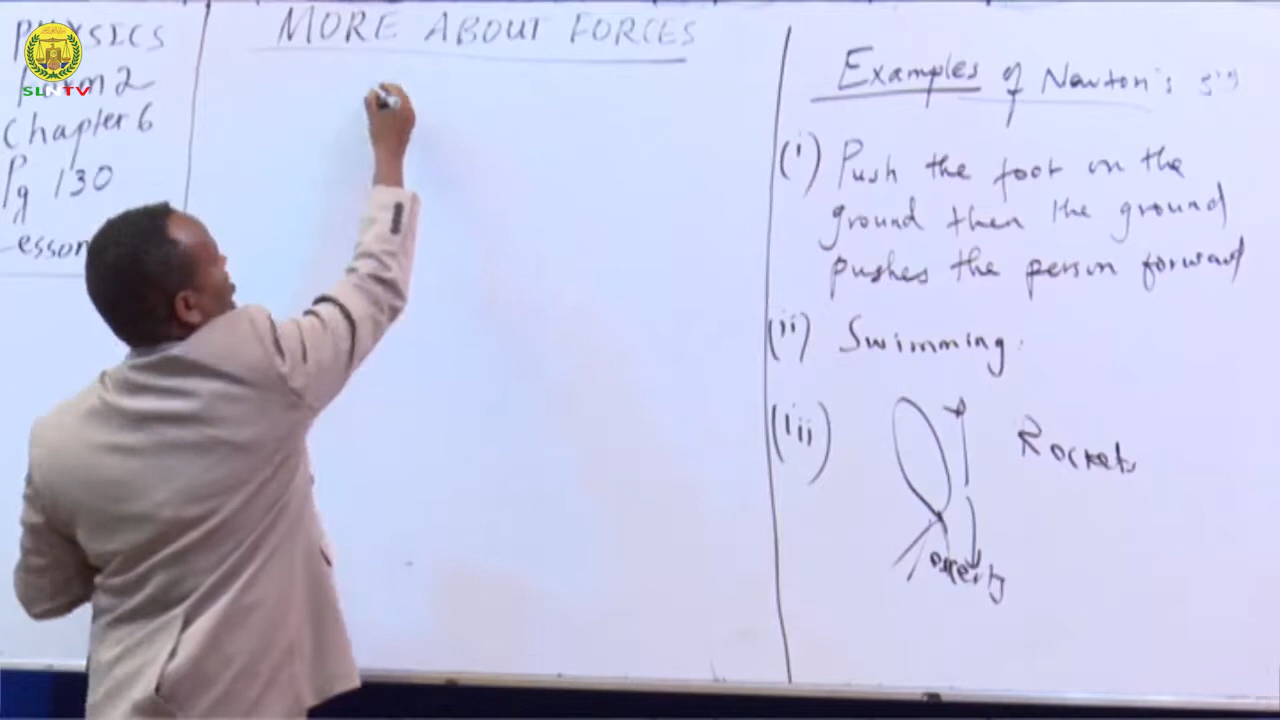 PHYSICS
Form 2
Chapter 6
Pg 130
Lesson
SLNTV
MORE ABOUT FORCES
Examples of Newton's
(i) Push the foot on the
ground then the ground
pushes the person forward
(ii) Swimming.
(iii)
Rocket